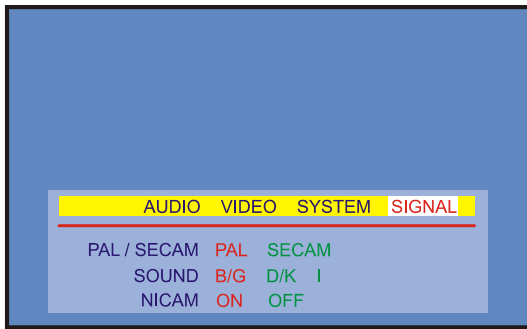 AUDIO VIDEO SYSTEM SIGNAL
PAL / SECAM PAL SECAM
SOUND B/G D/K I
NICAM ON OFF